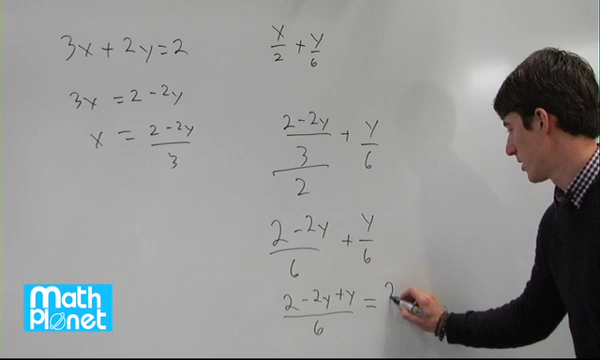 3x + 2y = 2
3x = 2 - 2y
x = (2 - 2y)/3
x/2 + y/6
((2 - 2y)/3)/2 + y/6
(2 - 2y)/6 + y/6
(2 - 2y + y)/6 = 2
Math
Planet